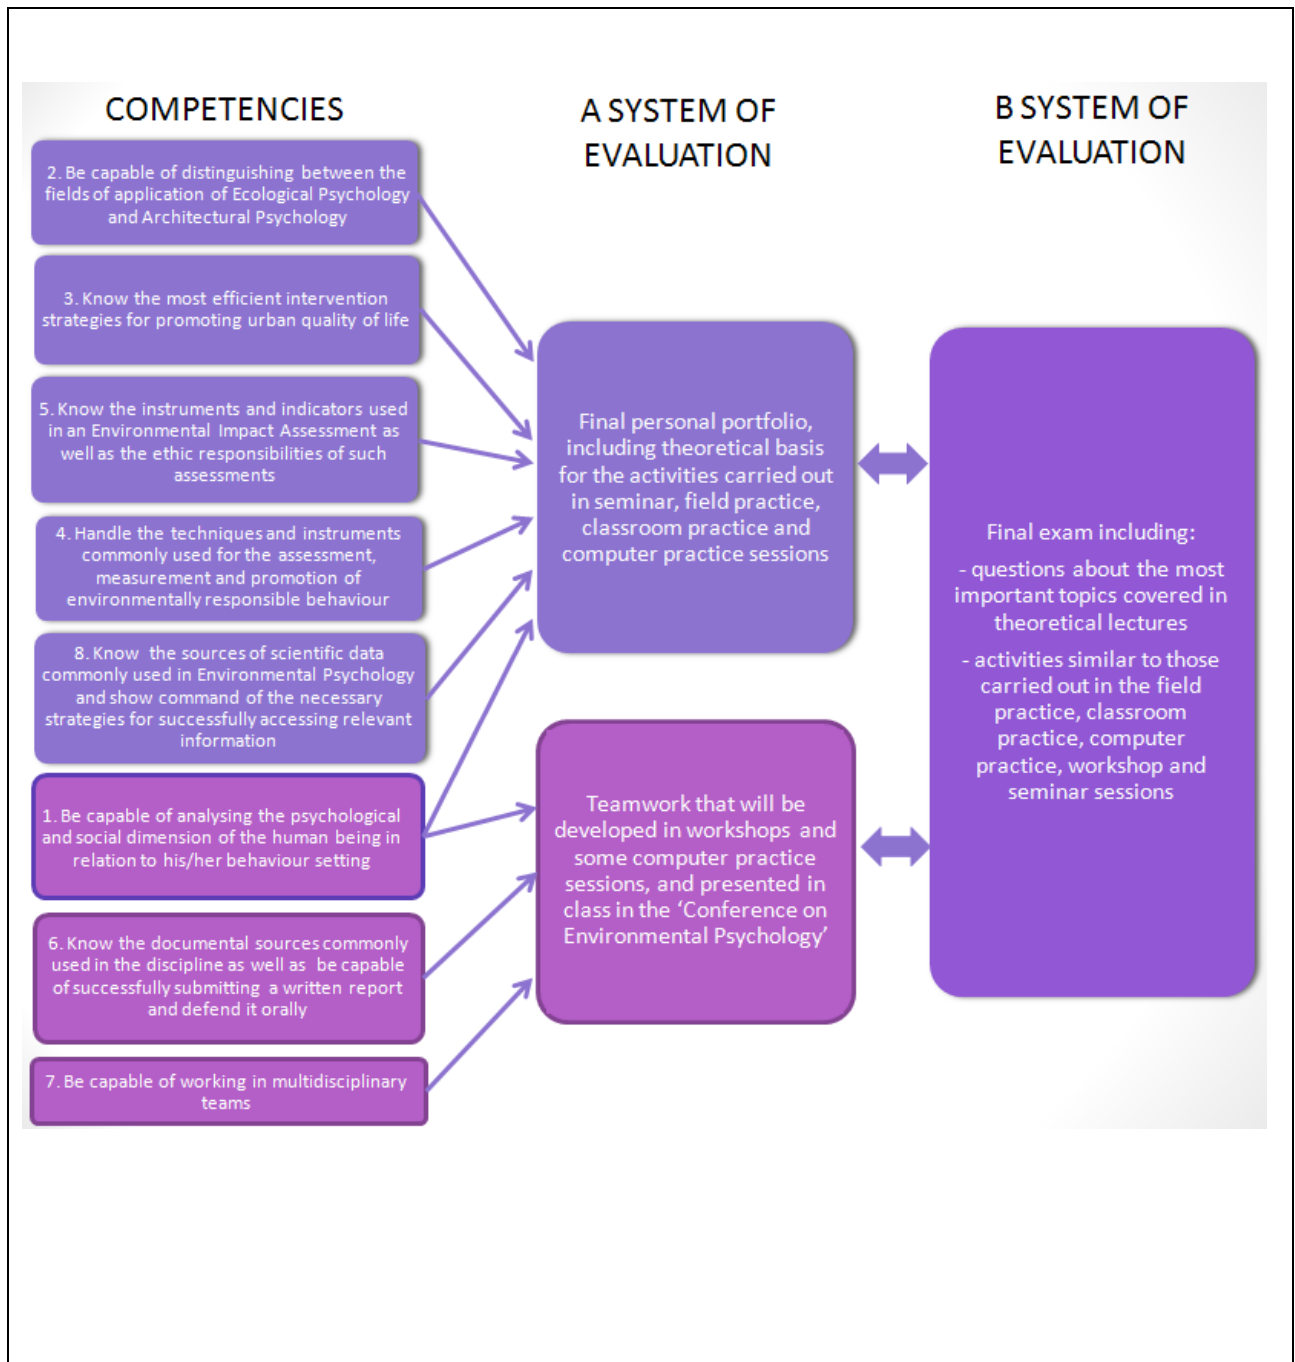 COMPETENCIES
2. Be capable of distinguishing between the
fields of application of Ecological Psychology
and Architectural Psychology
3. Know the most efficient intervention
strategies for promoting urban quality of life
5. Know the instruments and indicators used
in an Environmental Impact Assessment as
well as the ethic responsibilities of such
assessments
4. Handle the techniques and instruments
commonly used for the assessment,
measurement and promotion of
environmentally responsible behaviour
8. Know the sources of scientific data
commonly used in Environmental Psychology
and show command of the necessary
strategies for successfully accessing relevant
information
1. Be capable of analysing the psychological
and social dimension of the human being in
relation to his/her behaviour setting
6. Know the documental sources commonly
used in the discipline as well as be capable
of successfully submitting a written report
and defend it orally
7. Be capable of working in multidisciplinary
teams
A SYSTEM OF
EVALUATION
Final personal portfolio,
including theoretical basis
for the activities carried out
in seminar, field practice,
classroom practice and
computer practice sessions
Teamwork that will be
developed in workshops and
some computer practice
sessions, and presented in
class in the ‘Conference on
Environmental Psychology’
B SYSTEM OF
EVALUATION
Final exam including:
- questions about the most
important topics covered in
theoretical lectures
- activities similar to those
carried out in the field
practice, classroom
practice, computer
practice, workshop and
seminar sessions